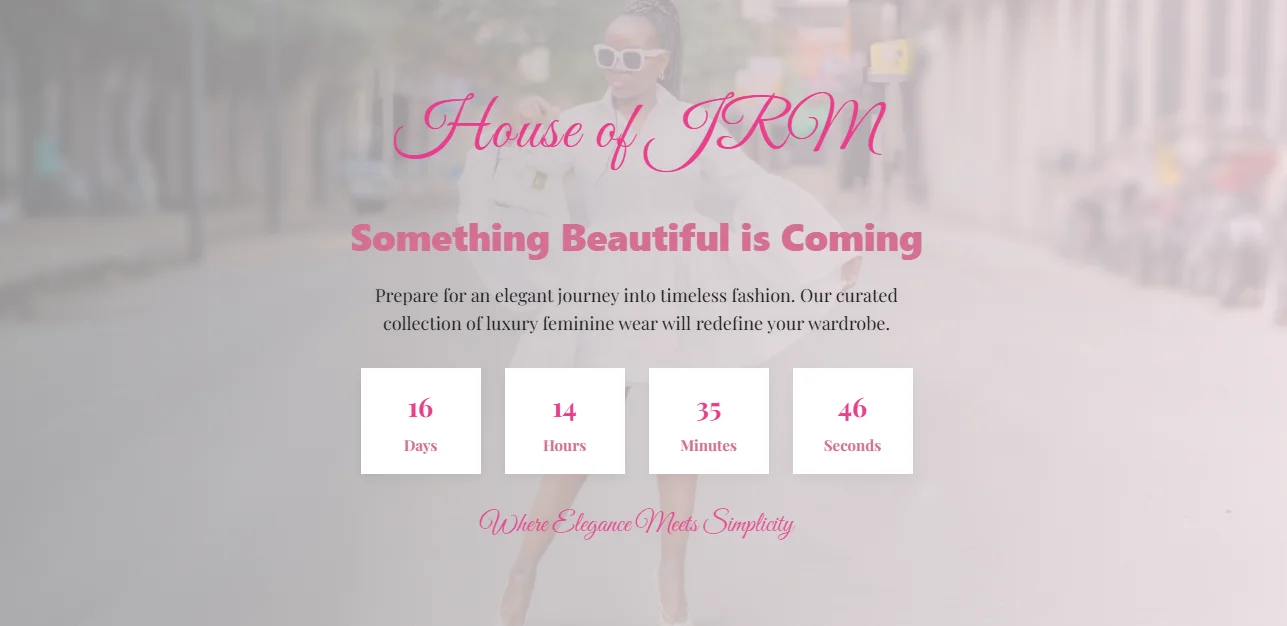 House of JRM
Something Beautiful is Coming
Prepare for an elegant journey into timeless fashion. Our curated
collection of luxury feminine wear will redefine your wardrobe.
16 14 35 46
Days Hours Minutes Seconds
Where Elegance Meets Simplicity